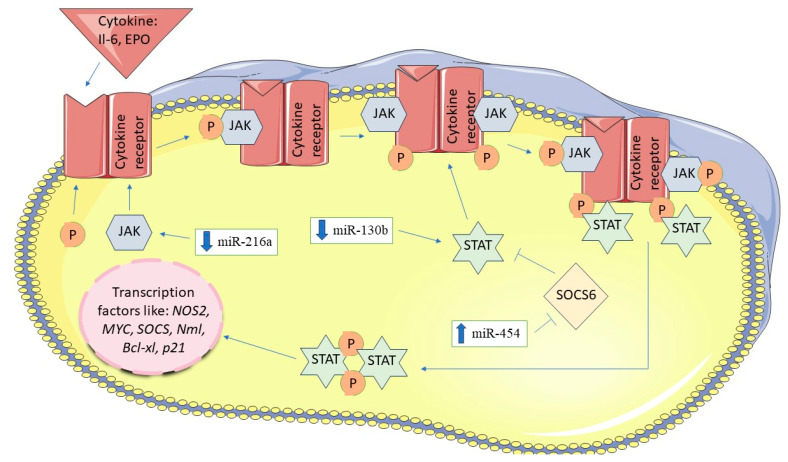 Cytokine:
Il-6, EPO
Cytokine
receptor
P
JAK
Cytokine
receptor
JAK
P
Cytokine
receptor
JAK
P
P
JAK
Cytokine
receptor
JAK
P
P
STAT
P
STAT
P
JAK
miR-216a
miR-130b
STAT
SOCS6
miR-454
Transcription
factors like: NOS2,
MYC, SOCS, Nml,
Bcl-xl, p21
STAT
P
P
STAT